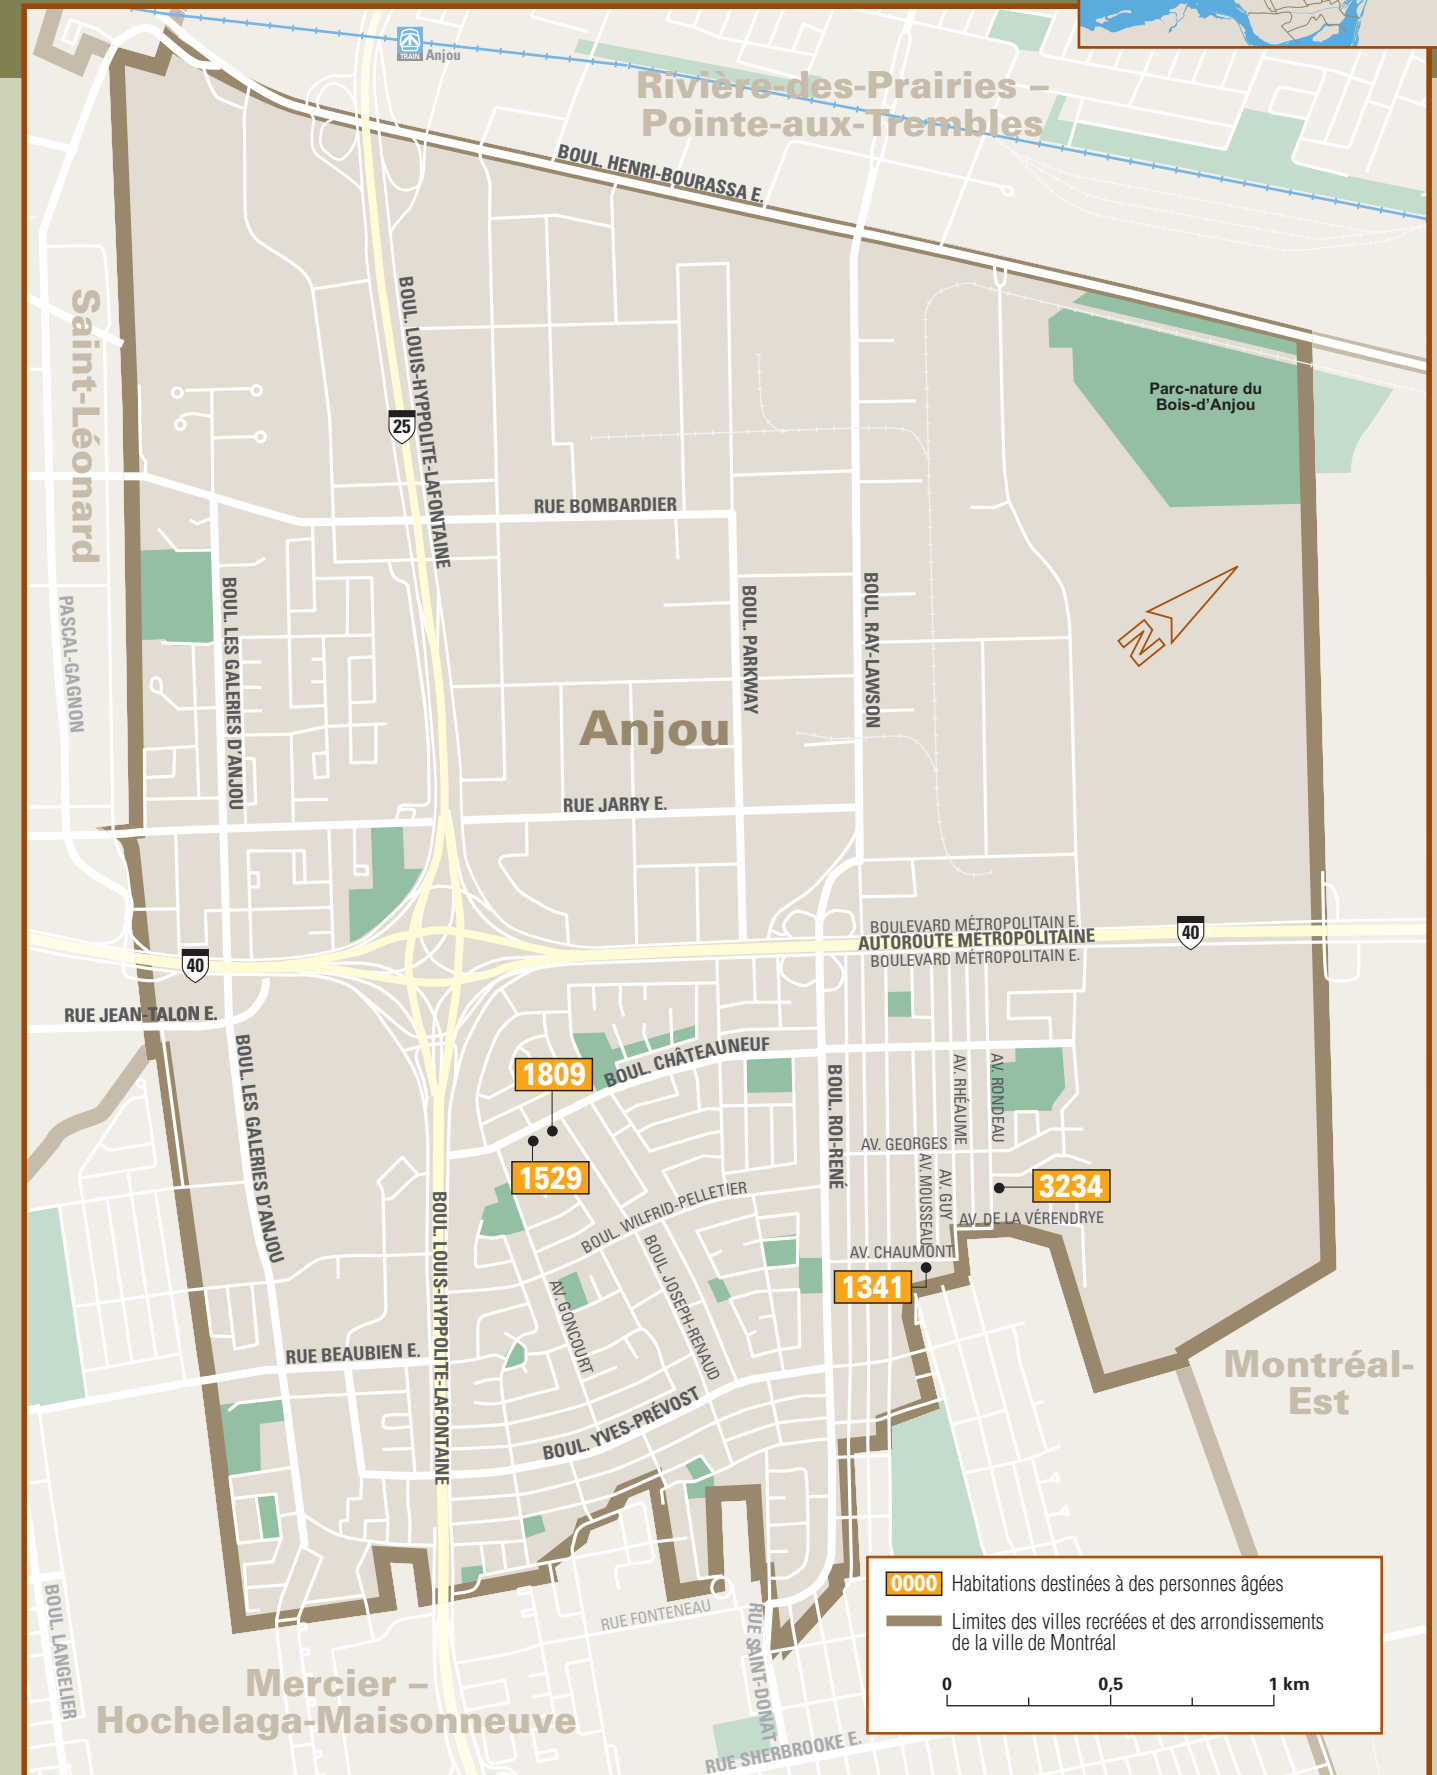 TRAIN
Anjou
Rivière-des-Prairies –
Pointe-aux-Trembles
BOUL. HENRI-BOURASSA E.
Saint-Léonard
BOUL. LOUIS-HYPPOLITE-LAFONTAINE
Parc-nature du
Bois-d'Anjou
25
RUE BOMBARDIER
PASCAL-GAGNON
BOUL. LES GALERIES D'ANJOU
BOUL. PARKWAY
BOUL. RAY-LAWSON
N
Anjou
RUE JARRY E.
BOULEVARD MÉTROPOLITAIN E.
AUTOROUTE MÉTROPOLITAINE
BOULEVARD MÉTROPOLITAIN E.
40
40
RUE JEAN-TALON E.
BOUL. LES GALERIES D'ANJOU
1809
BOUL. CHÂTEAUNEUF
BOUL. ROI-RENÉ
AV. RHÉAUME
AV. RONDEAU
AV. GEORGES
1529
AV. MOUSSEAU
AV. GUY
3234
BOUL. WILFRID-PELLETIER
AV. DE LA VÉRENDRYE
BOUL. LOUIS-HYPPOLITE-LAFONTAINE
BOUL. JOSEPH-RENAUD
AV. CHAUMONT
1341
AV. GONCOURT
RUE BEAUBIEN E.
Montréal-
Est
BOUL. YVES-PRÉVOST
BOUL. LANGELIER
RUE FONTENEAU
RUE SAINT-DONAT
Mercier –
Hochelaga-Maisonneuve
RUE SHERBROOKE E.
0000 Habitations destinées à des personnes âgées
Limites des villes recréées et des arrondissements
de la ville de Montréal
0 0,5 1 km